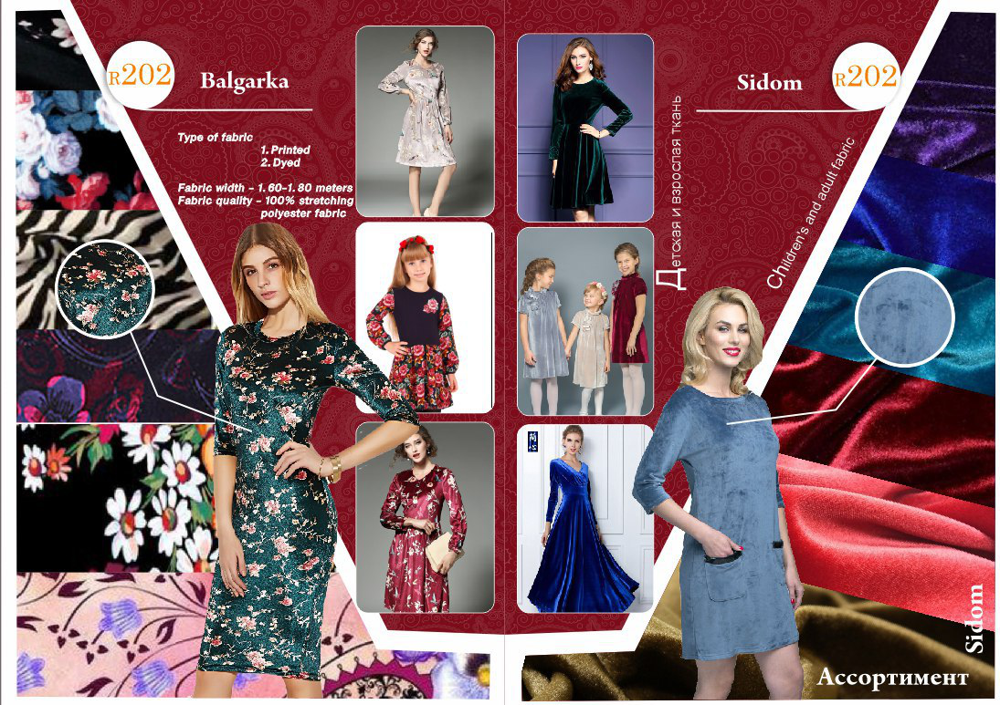 R202
Balgarka
Type of fabric
1. Printed
2. Dyed
Fabric width - 1. 60-1. 80 meters
Fabric quality - 100% stretching
polyester fabric
R202
Sidom
Детская и взрослая ткань
Children's and adult fabric
Sidom
Ассортимент